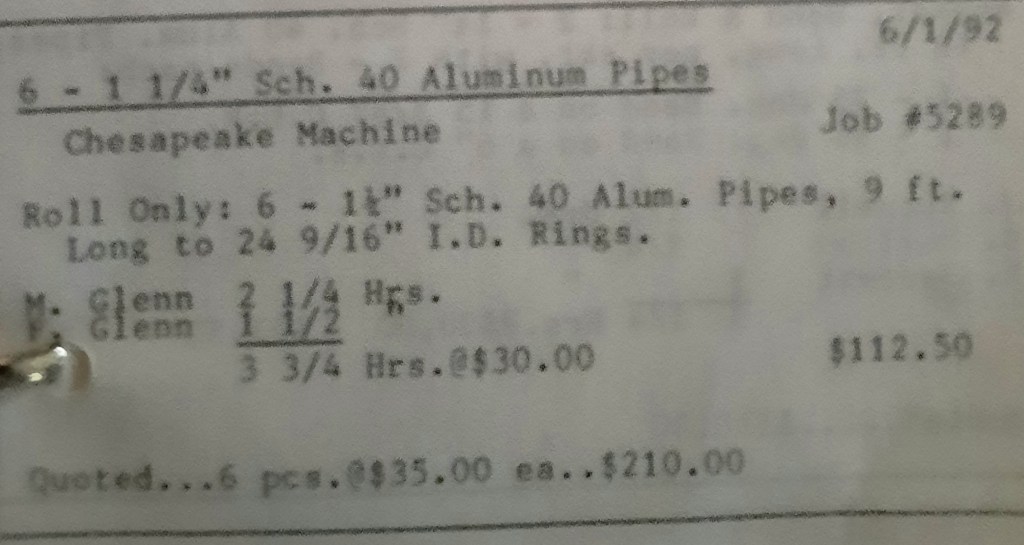 6/1/92
6 - 1 1/4" Sch. 40 Aluminum Pipes
Chesapeake Machine Job #5289
Roll Only: 6 - 1¼" Sch. 40 Alum. Pipes, 9 ft.
Long to 24 9/16" I.D. Rings.
M. Glenn 2 1/4 Hrs.
Glenn 1 1/2 "
3 3/4 Hrs.@$30.00 $112.50
Quoted...6 pcs.@$35.00 ea..$210.00